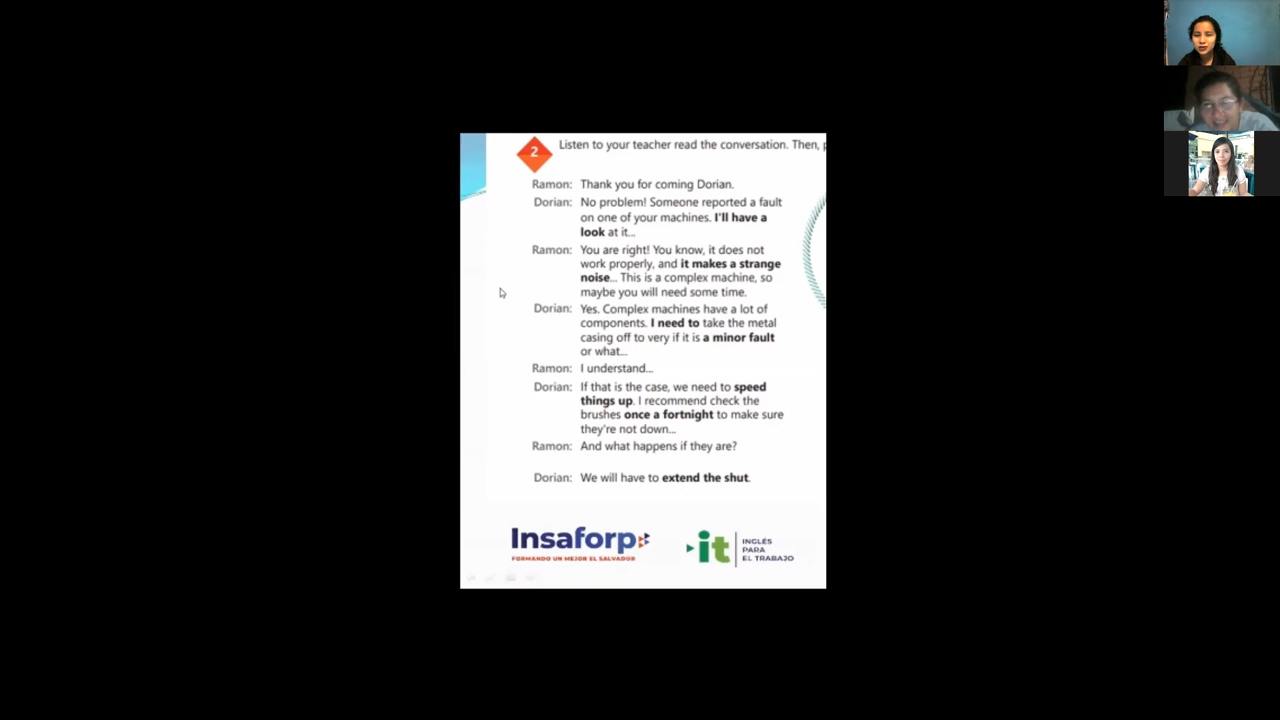 2 Listen to your teacher read the conversation. Then, p
Ramon: Thank you for coming Dorian.
Dorian: No problem! Someone reported a fault
on one of your machines. I'll have a
look at it...
Ramon: You are right! You know, it does not
work properly, and it makes a strange
noise... This is a complex machine, so
maybe you will need some time.
Dorian: Yes. Complex machines have a lot of
components. I need to take the metal
casing off to very if it is a minor fault
or what...
Ramon: I understand...
Dorian: If that is the case, we need to speed
things up. I recommend check the
brushes once a fortnight to make sure
they're not down...
Ramon: And what happens if they are?
Dorian: We will have to extend the shut.
Insaforp
FORMANDO UN MEJOR EL SALVADOR
it
INGLÉS
PARA
EL TRABAJO